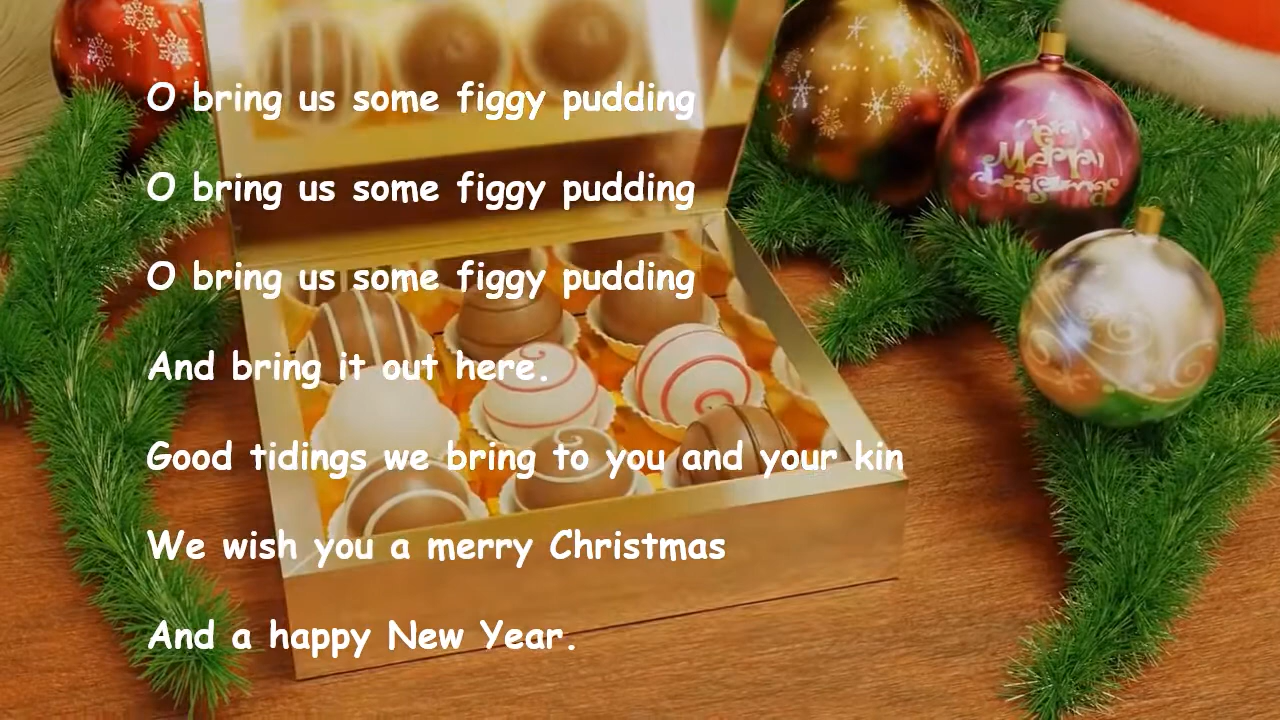 O bring us some figgy pudding
O bring us some figgy pudding
O bring us some figgy pudding
And bring it out here.
Good tidings we bring to you and your kin
We wish you a merry Christmas
And a happy New Year.